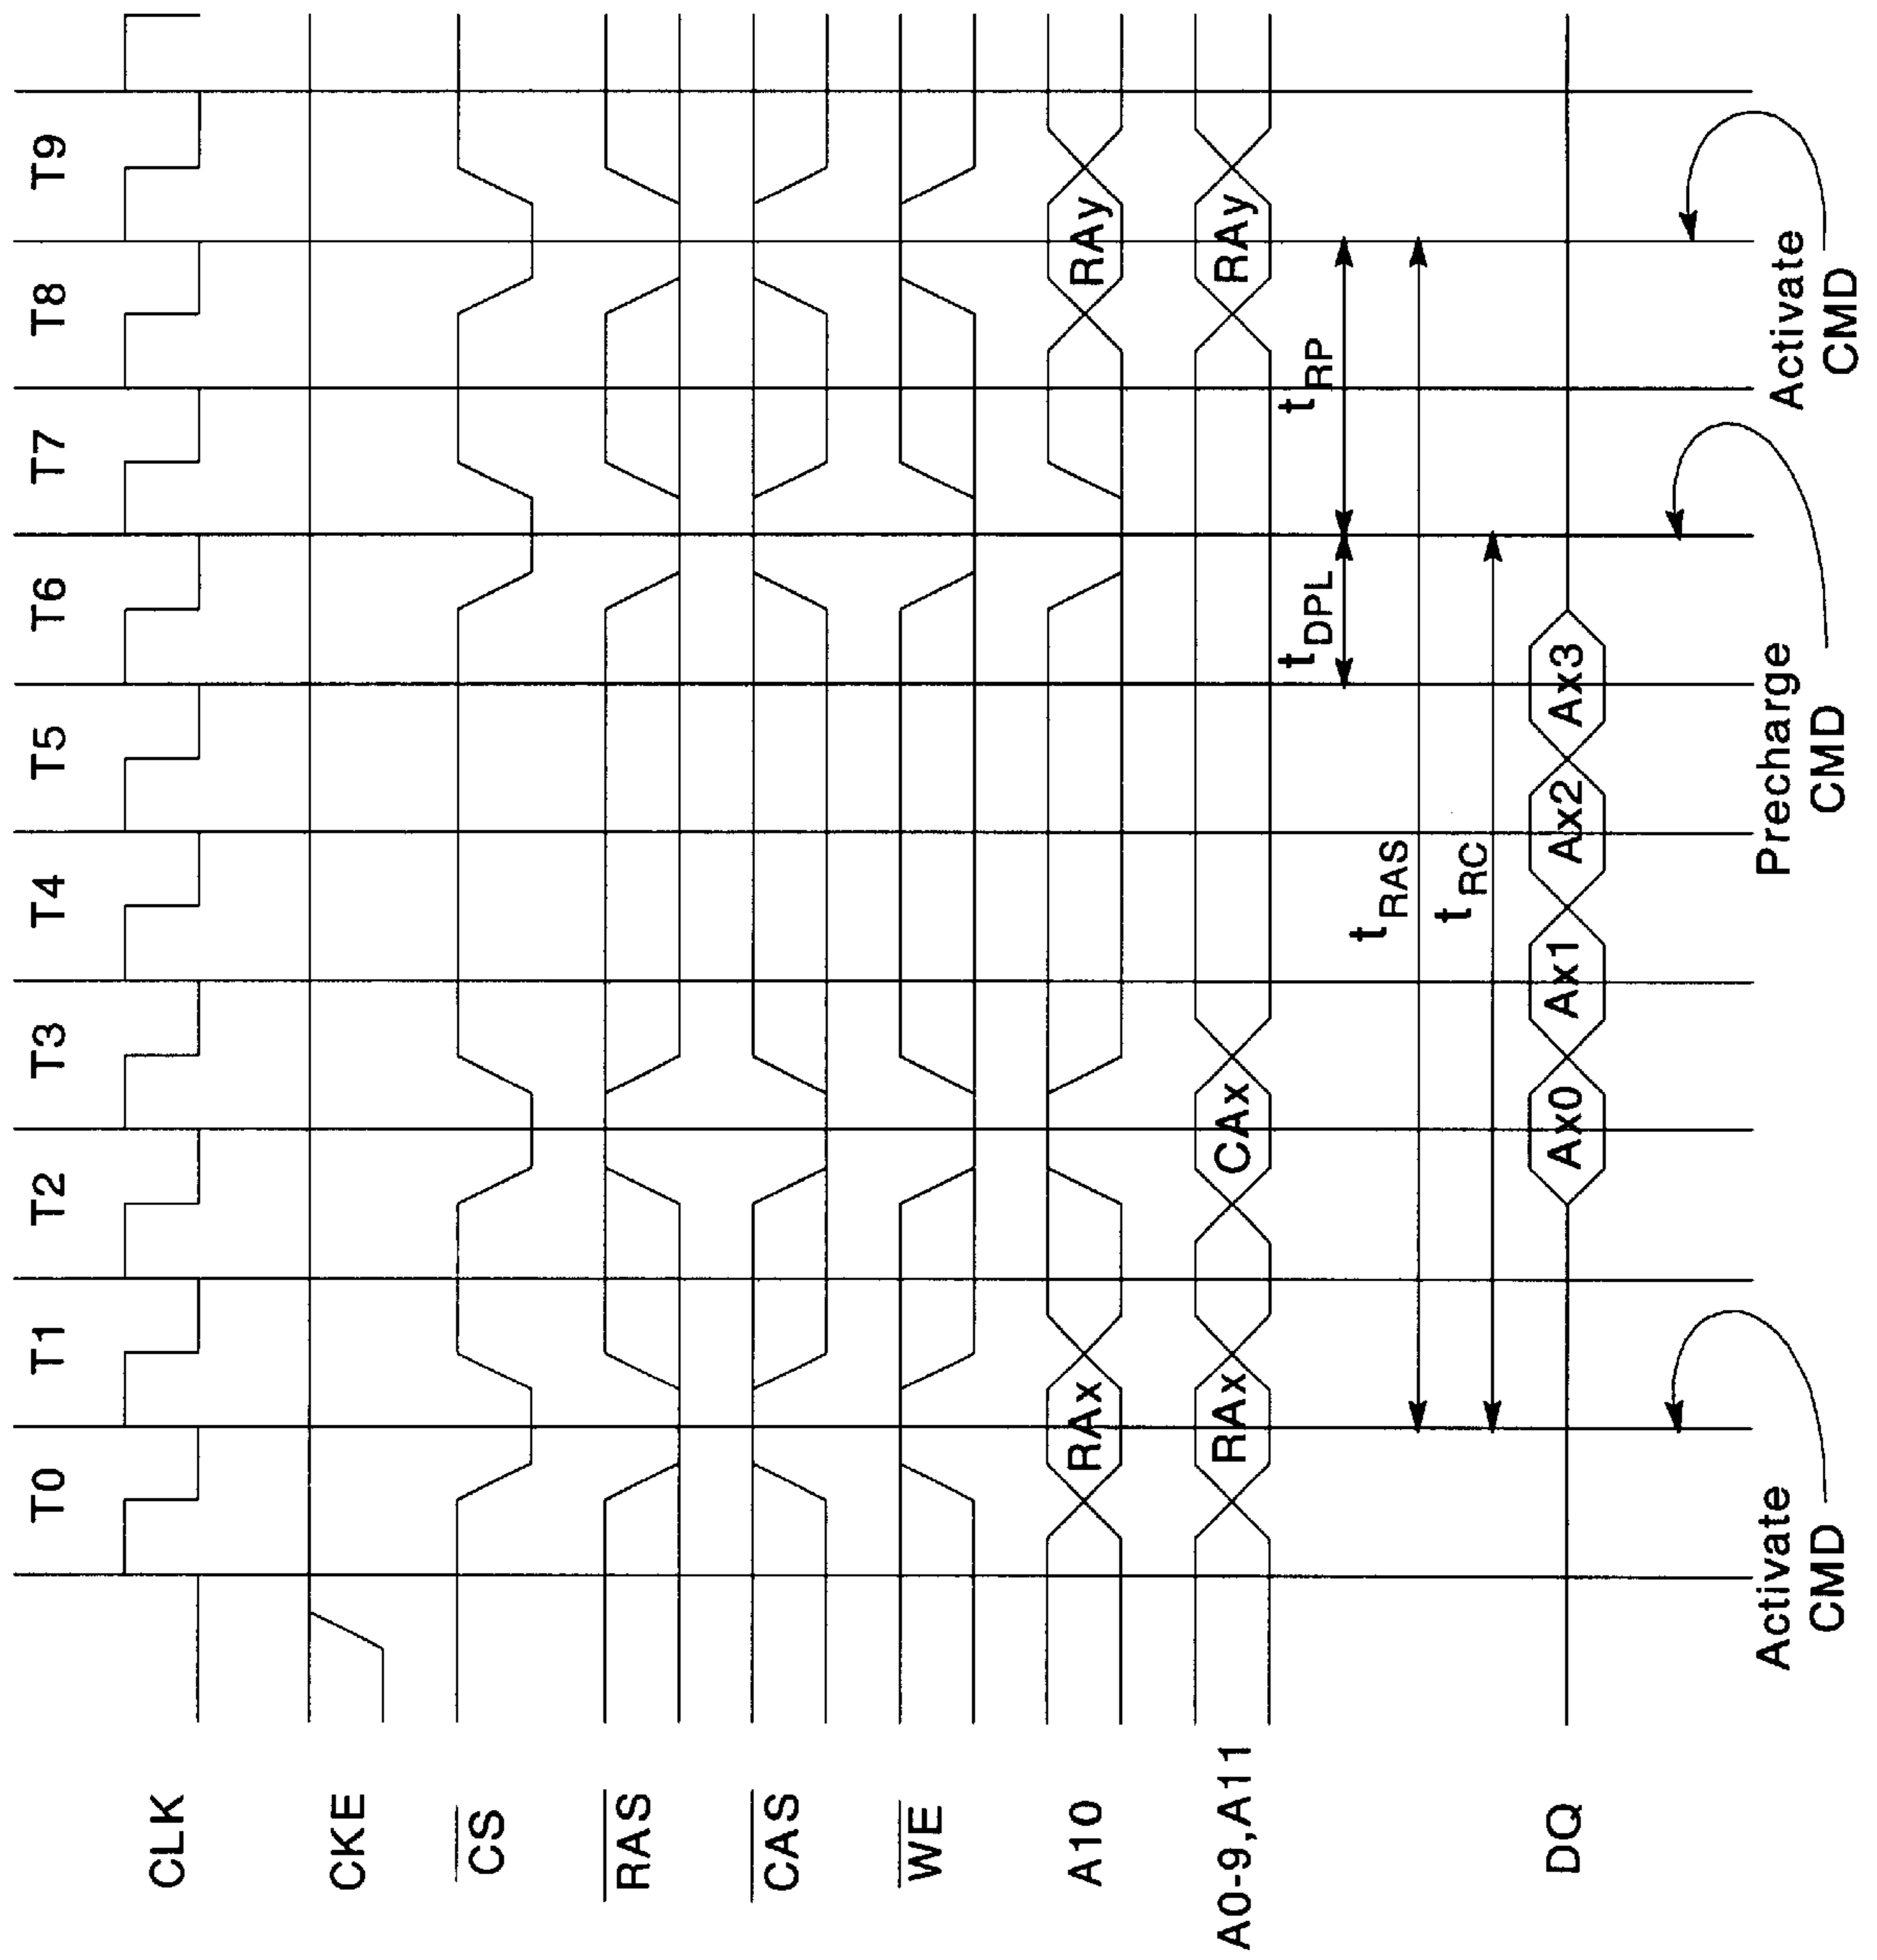 T0 T1 T2 T3 T4 T5 T6 T7 T8 T9
CLK
CKE
CS
RAS
CAS
WE
A10 RAx RAy
A0-9,A11 RAx CAx RAy
tDPL tRP
tRAS
tRC
DQ Ax0 Ax1 Ax2 Ax3
Activate
CMD
Precharge
CMD
Activate
CMD